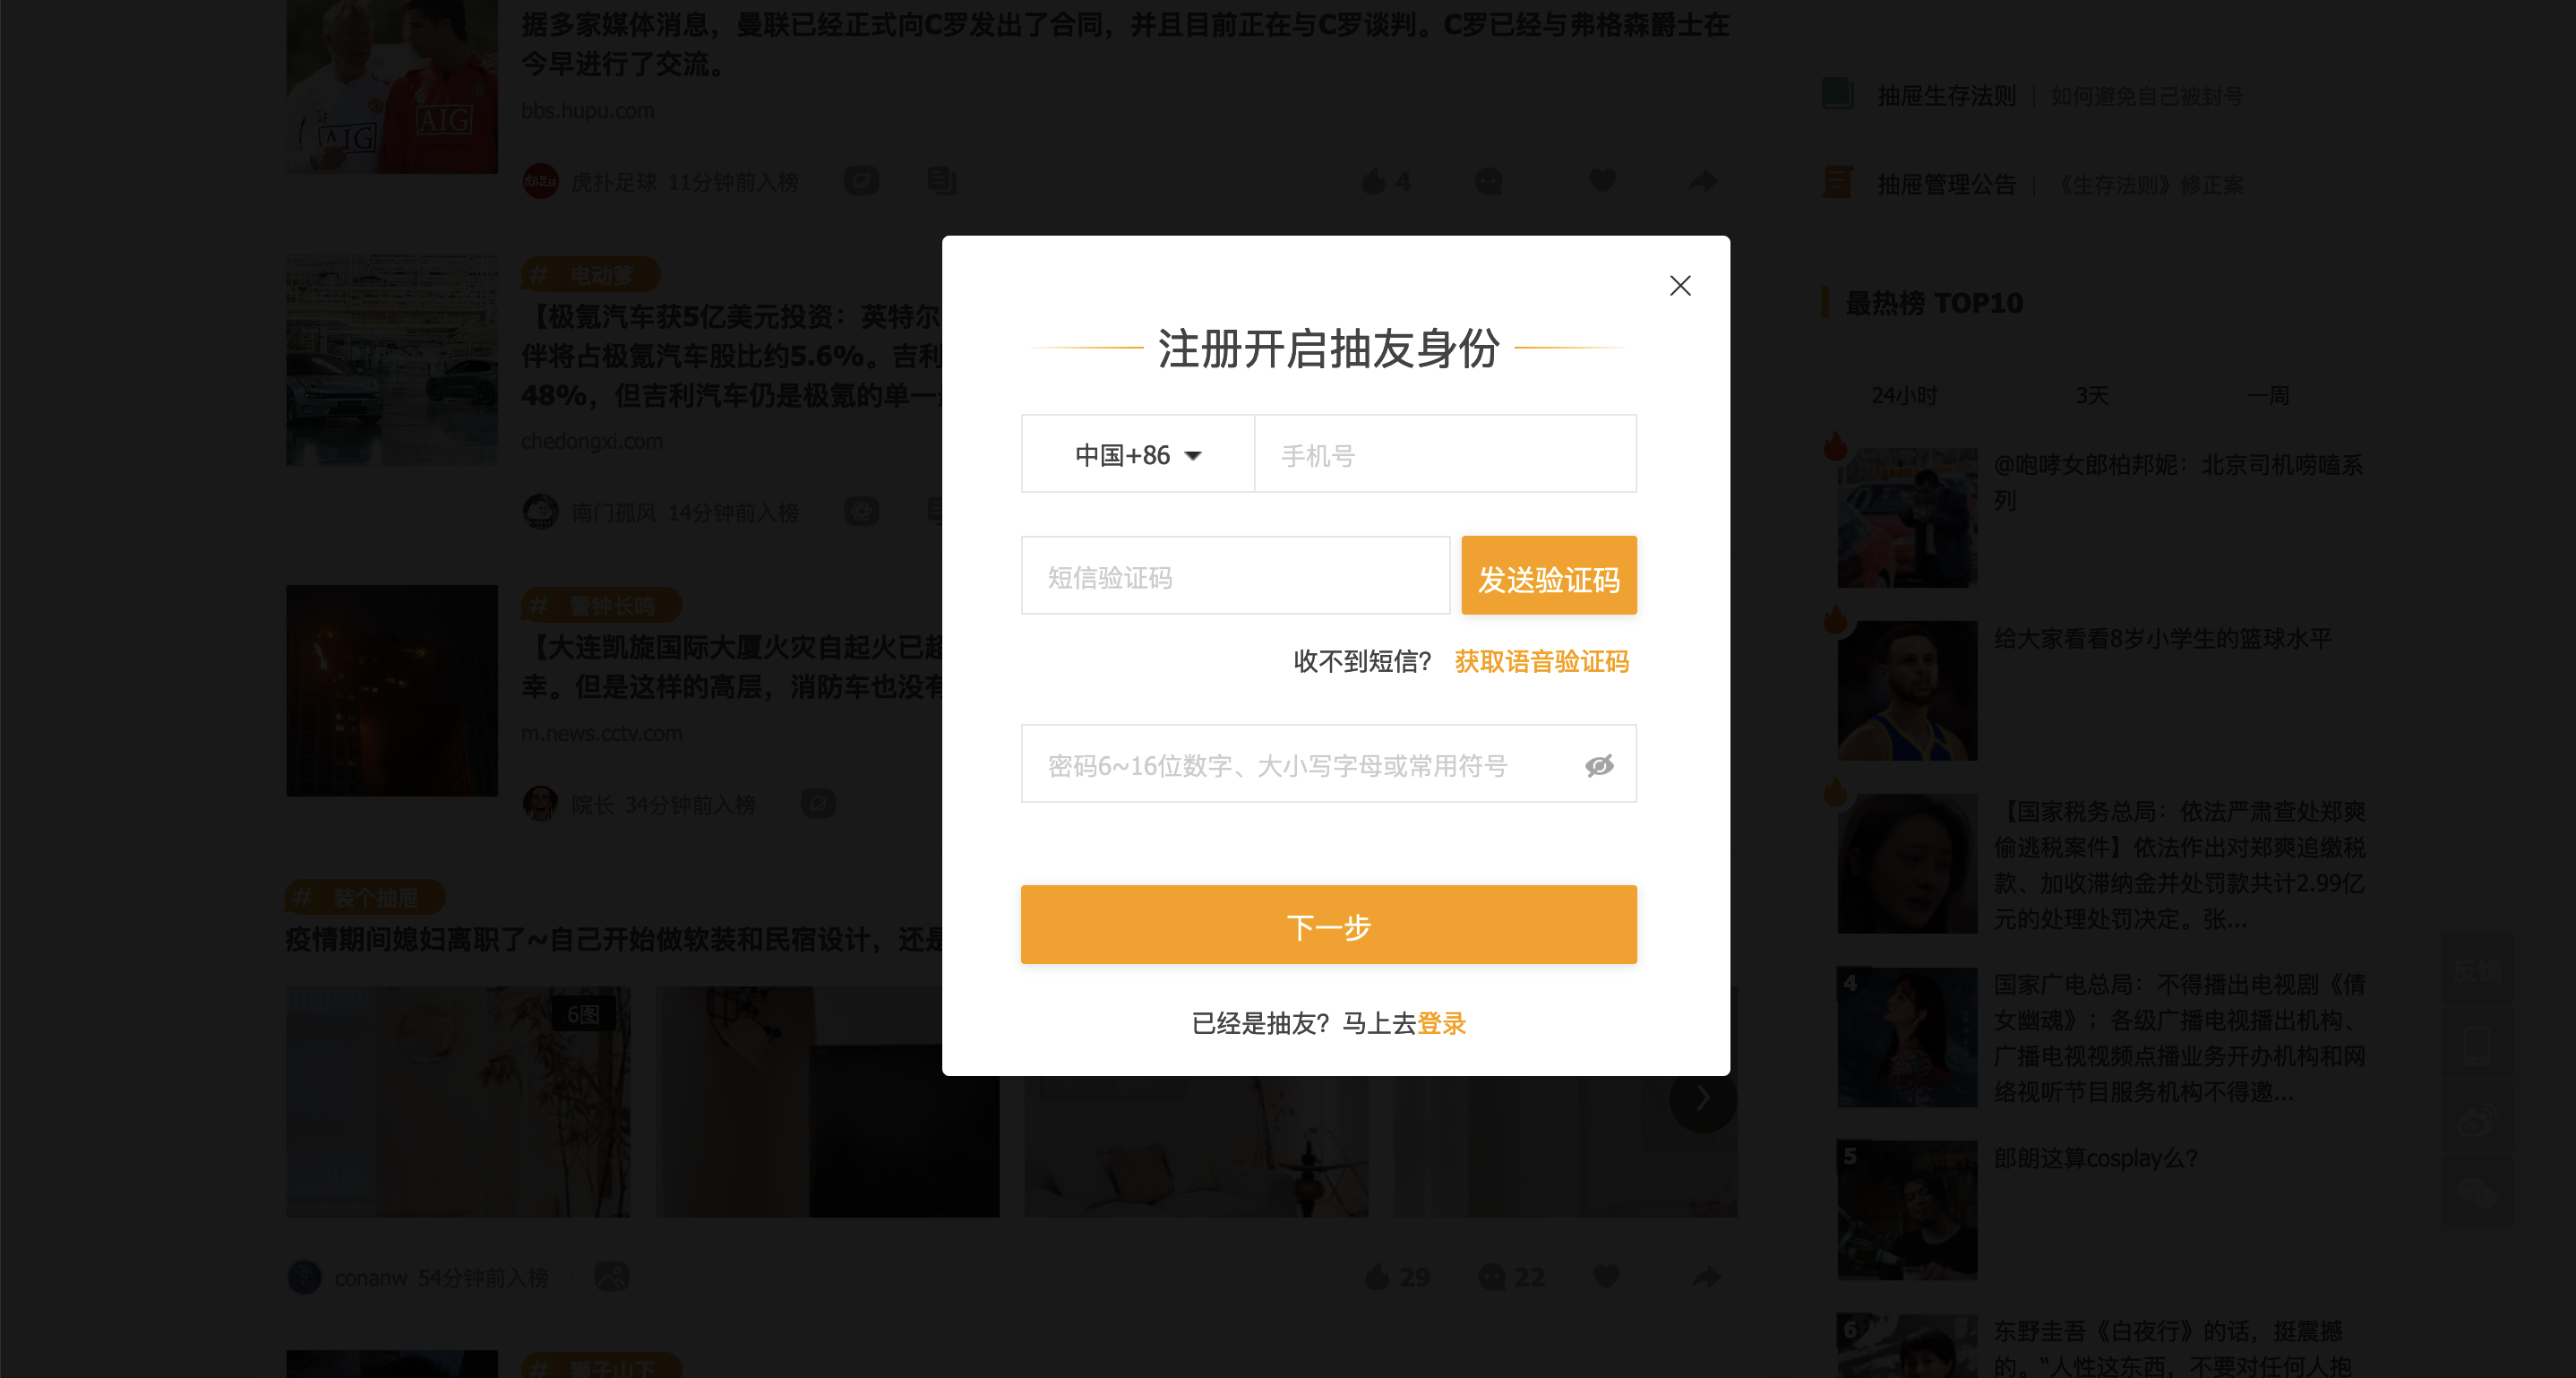 据多家媒体消息，曼联已经正式向C罗发出了合同，并且目前正在与C罗谈判。C罗已经与弗格森爵士在
今早进行了交流。
bbs.hupu.com
虎扑足球 11分钟前入榜
4
AIG
AIG
# 电动爹
【极氪汽车获5亿美元投资：英特尔
伴将占极氪汽车股比约5.6%。吉利
48%，但吉利汽车仍是极氪的单一
chedongxi.com
南门孤风 14分钟前入榜
# 警钟长鸣
【大连凯旋国际大厦火灾自起火已超
幸。但是这样的高层，消防车也没有
m.news.cctv.com
院长 34分钟前入榜
# 装个抽屉
疫情期间媳妇离职了~自己开始做软装和民宿设计，还是
6图
conanw 54分钟前入榜
29
22
# 狮子山下
注册开启抽友身份
中国+86
手机号
短信验证码
发送验证码
收不到短信? 获取语音验证码
密码6~16位数字、大小写字母或常用符号
下一步
已经是抽友? 马上去登录
抽屉生存法则 | 如何避免自己被封号
抽屉管理公告 | 《生存法则》修正案
最热榜 TOP10
24小时
3天
一周
@咆哮女郎柏邦妮：北京司机唠嗑系
列
给大家看看8岁小学生的篮球水平
【国家税务总局：依法严肃查处郑爽
偷逃税案件】依法作出对郑爽追缴税
款、加收滞纳金并处罚款共计2.99亿
元的处理处罚决定。张...
4
国家广电总局：不得播出电视剧《倩
女幽魂》；各级广播电视播出机构、
广播电视视频点播业务开办机构和网
络视听节目服务机构不得邀...
5
郎朗这算cosplay么?
6
东野圭吾《白夜行》的话，挺震撼
的。“人性这东西，不要对任何人抱
反馈